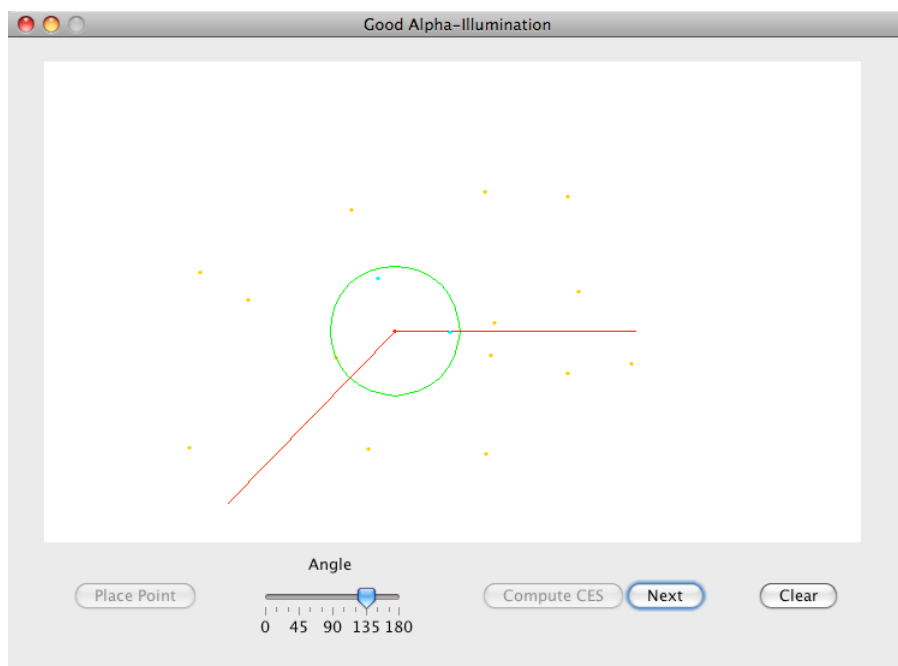 Good Alpha-Illumination
Angle
Place Point
Compute CES
Next
Clear
0 45 90 135 180